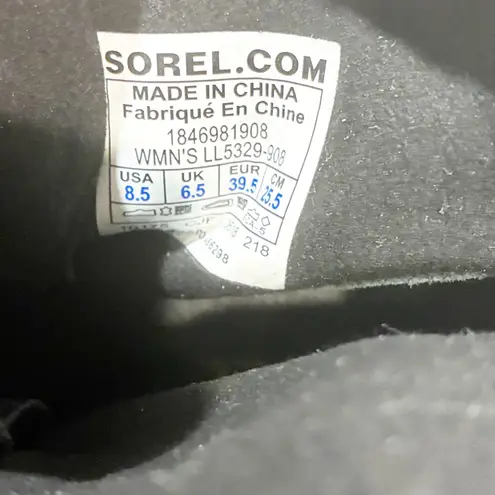 SOREL.COM
MADE IN CHINA
Fabriqué En Chine
1846981908
WMN'S LL5329-908
USA UK EUR CM
8.5 6.5 39.5 25.5
218